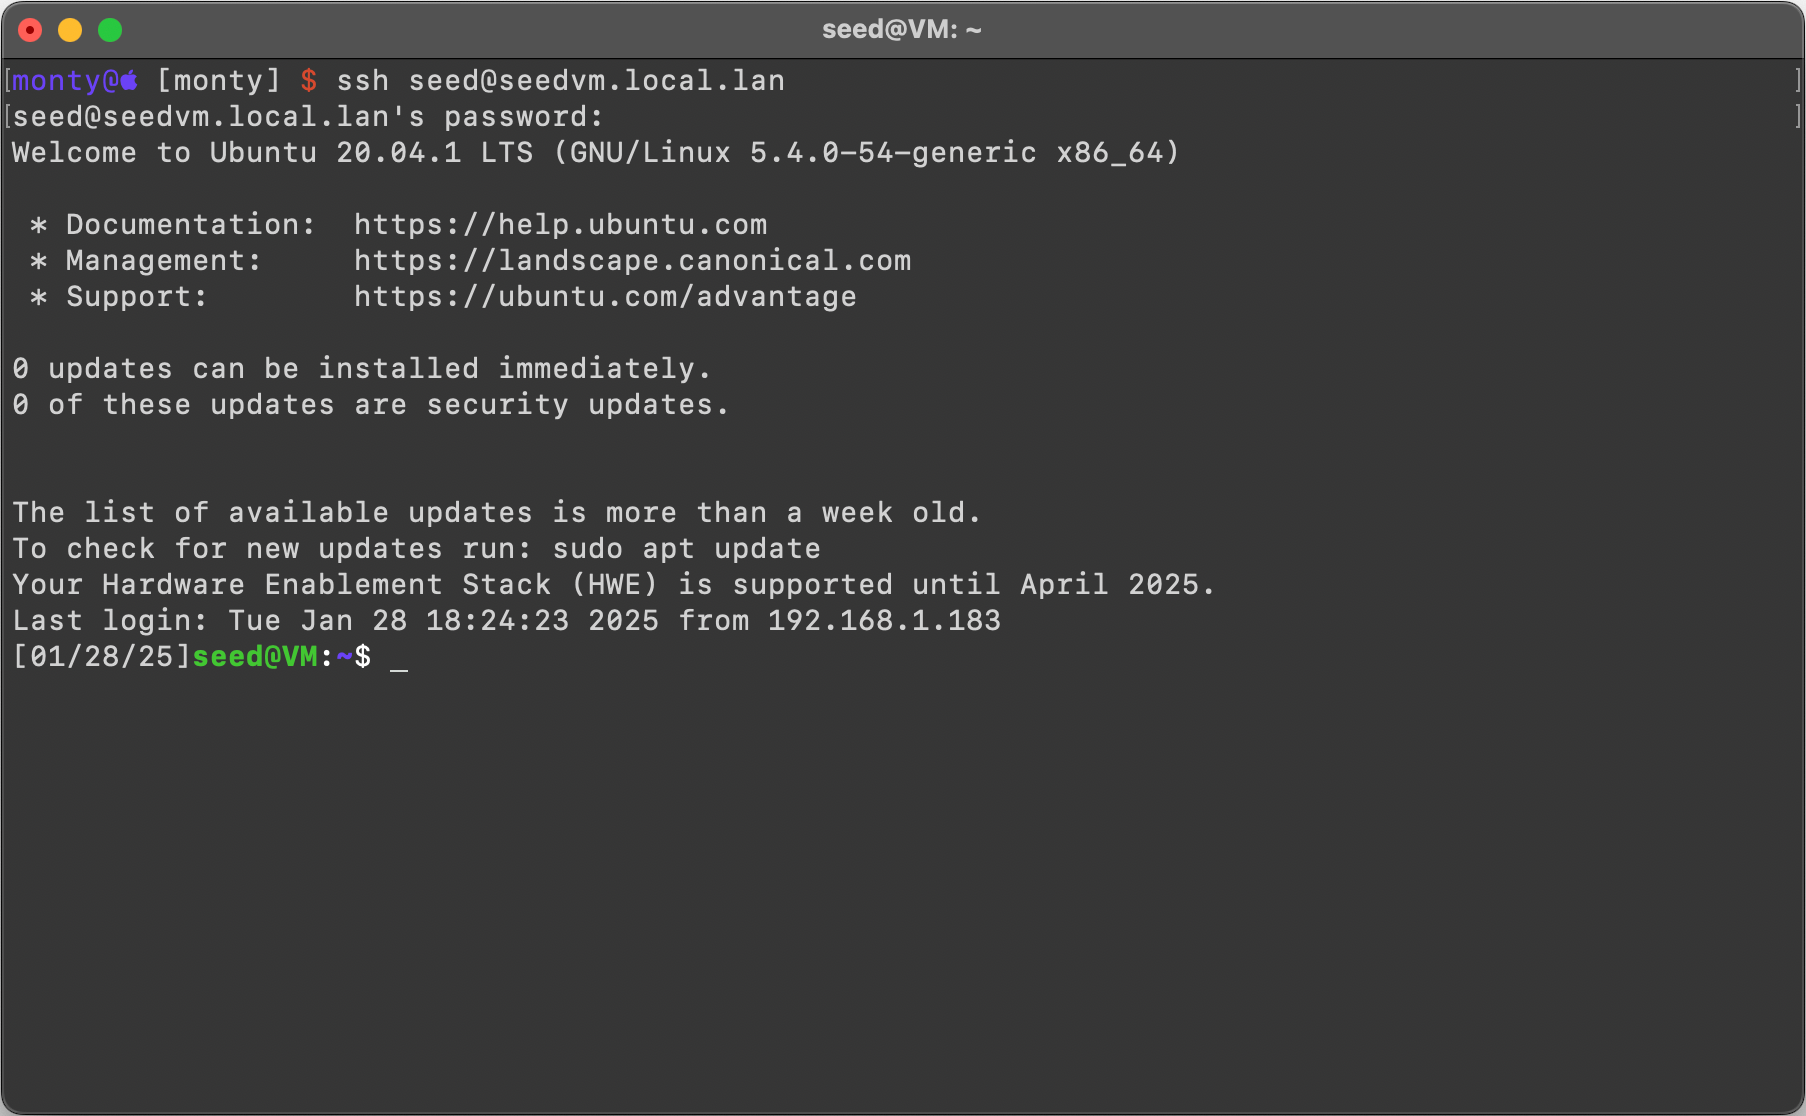 seed@VM: ~
[monty@ [monty] $ ssh seed@seedvm.local.lan ]
[seed@seedvm.local.lan's password: ]
Welcome to Ubuntu 20.04.1 LTS (GNU/Linux 5.4.0-54-generic x86_64)
* Documentation:  https://help.ubuntu.com
* Management:     https://landscape.canonical.com
* Support:        https://ubuntu.com/advantage
0 updates can be installed immediately.
0 of these updates are security updates.
The list of available updates is more than a week old.
To check for new updates run: sudo apt update
Your Hardware Enablement Stack (HWE) is supported until April 2025.
Last login: Tue Jan 28 18:24:23 2025 from 192.168.1.183
[01/28/25]seed@VM:~$ _